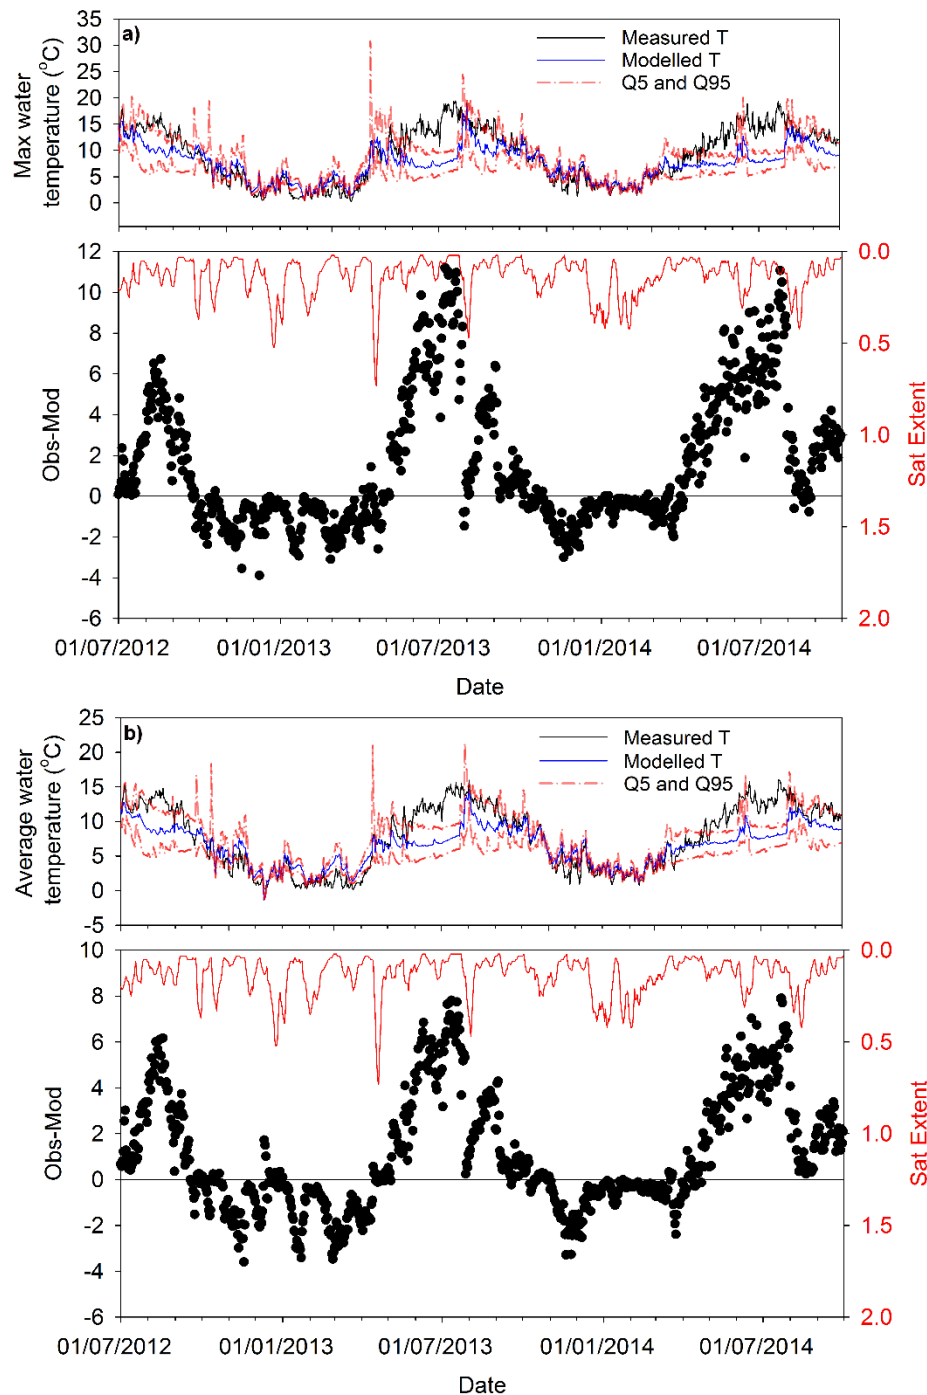 a)
Measured T
Modelled T
Q5 and Q95
Max water
temperature (°C)
35
30
25
20
15
10
5
0
12
10
8
6
4
2
0
-2
-4
-6
Obs-Mod
0.0
0.5
1.0
1.5
2.0
Sat Extent
01/07/2012 01/01/2013 01/07/2013 01/01/2014 01/07/2014
Date
b)
Measured T
Modelled T
Q5 and Q95
Average water
temperature (°C)
25
20
15
10
5
0
-5
10
8
6
4
2
0
-2
-4
-6
Obs-Mod
0.0
0.5
1.0
1.5
2.0
Sat Extent
01/07/2012 01/01/2013 01/07/2013 01/01/2014 01/07/2014
Date